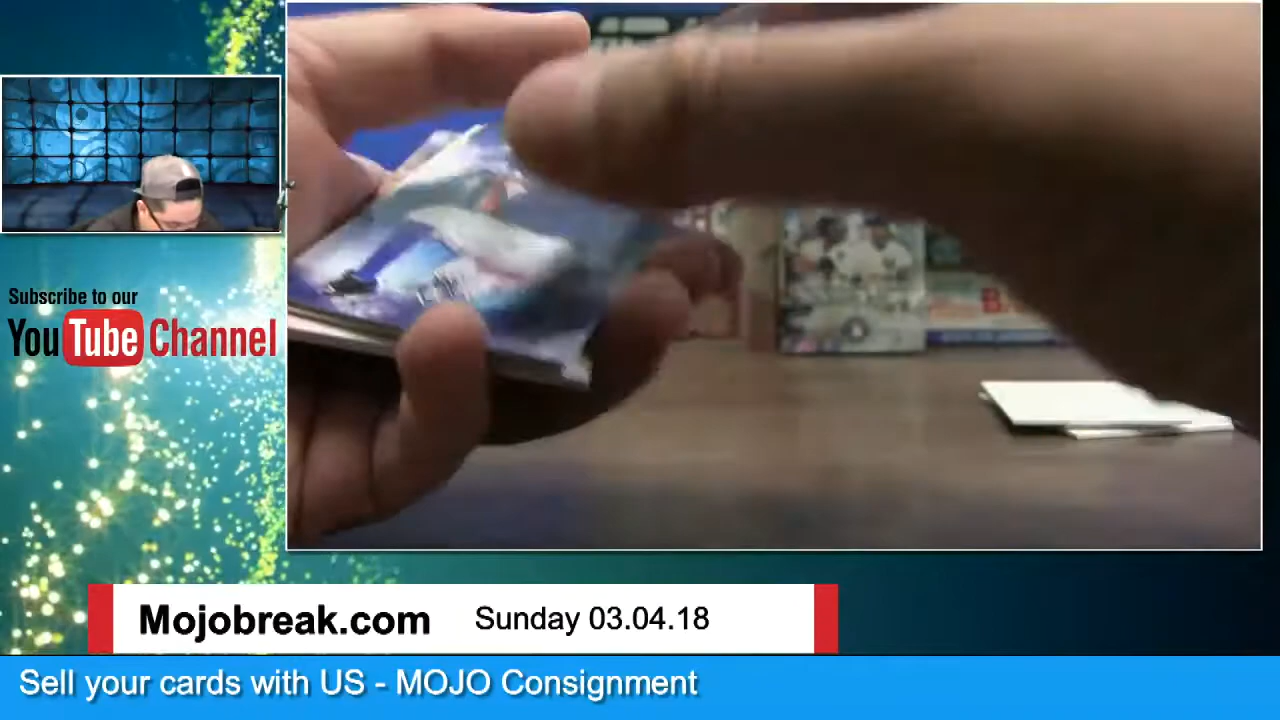 Subscribe to our
YouTube Channel
Mojobreak.com
Sunday 03.04.18
Sell your cards with US - MOJO Consignment